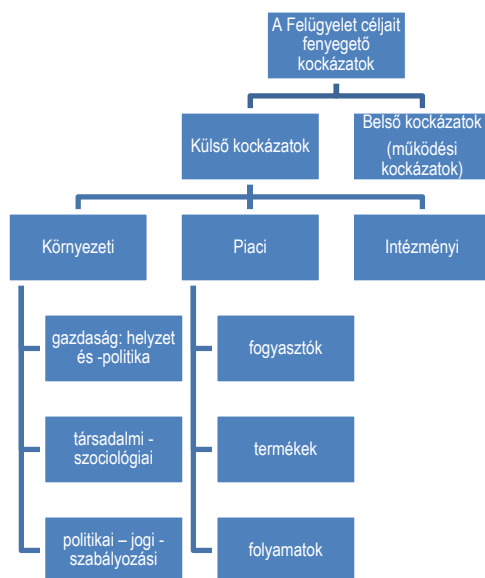 A Felügyelet céljait
fenyegető
kockázatok
Külső kockázatok
Belső kockázatok
(működési
kockázatok)
Környezeti
Piaci
Intézményi
gazdaság: helyzet
és -politika
fogyasztók
társadalmi -
szociológiai
termékek
politikai – jogi -
szabályozási
folyamatok